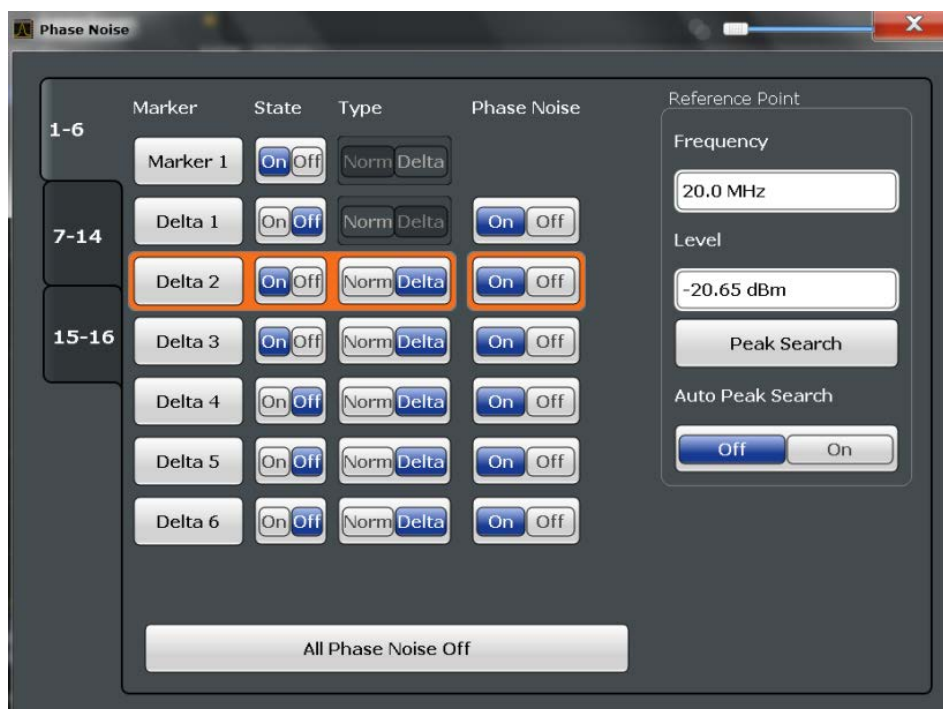 Phase Noise
X
1-6
7-14
15-16
Marker State Type Phase Noise
Marker 1 On Off Norm Delta
Delta 1 On Off Norm Delta On Off
Delta 2 On Off Norm Delta On Off
Delta 3 On Off Norm Delta On Off
Delta 4 On Off Norm Delta On Off
Delta 5 On Off Norm Delta On Off
Delta 6 On Off Norm Delta On Off
All Phase Noise Off
Reference Point
Frequency
20.0 MHz
Level
-20.65 dBm
Peak Search
Auto Peak Search
Off On